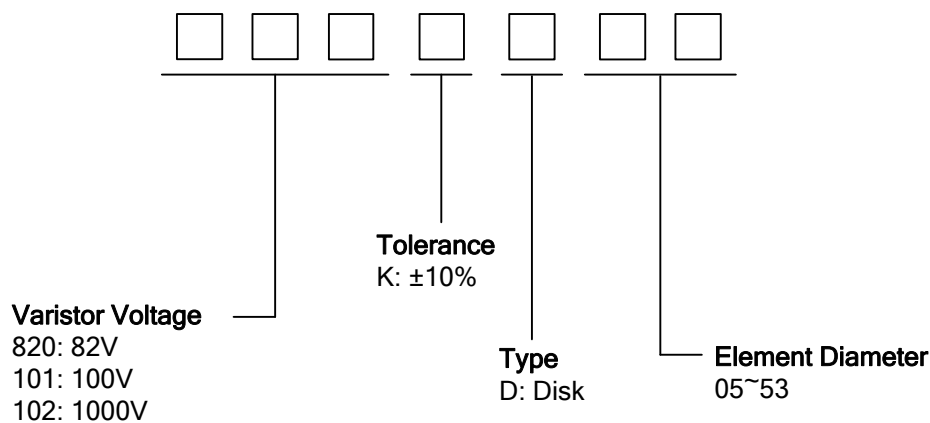 Tolerance
K: ±10%
Varistor Voltage
820: 82V
101: 100V
102: 1000V
Type
D: Disk
Element Diameter
05~53